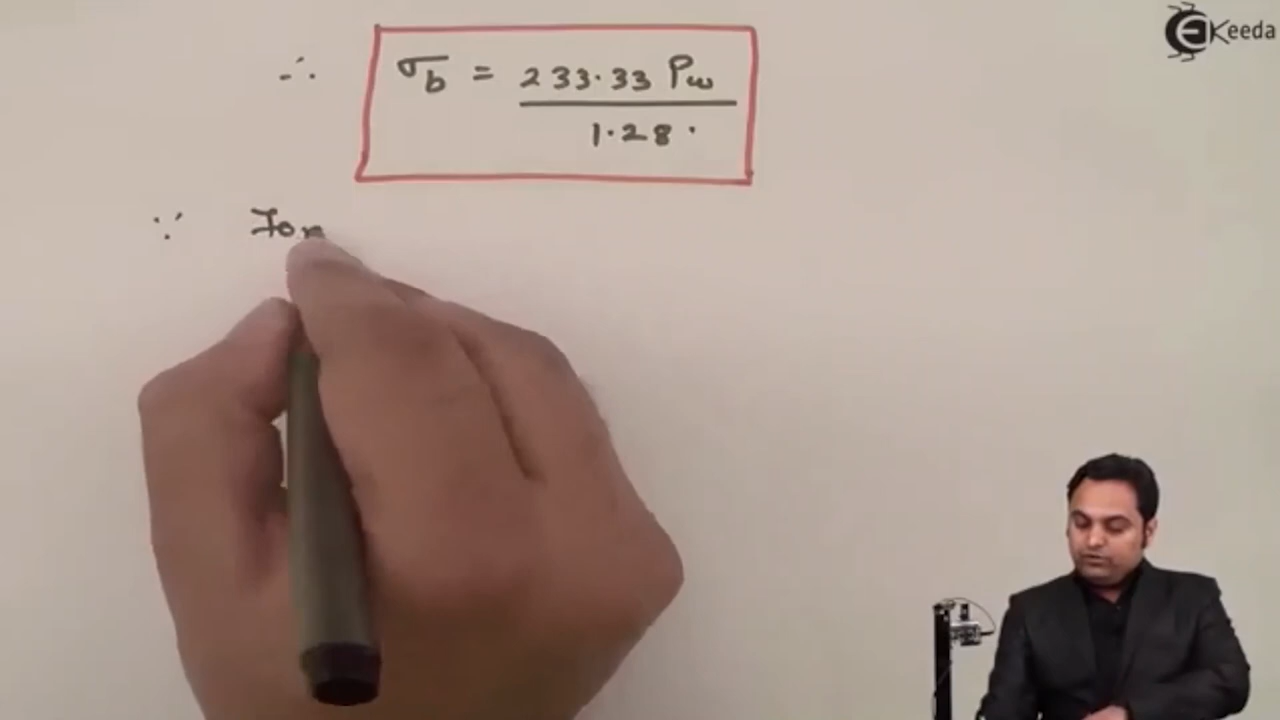 Ekeeda
∴ σb = 233.33 Pw
1.28.
∵ For